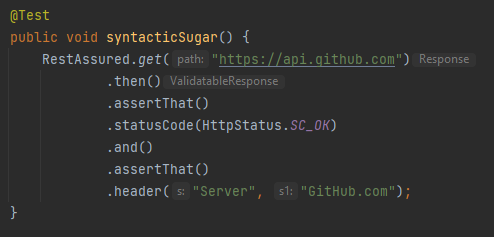 @Test
public void syntacticSugar() {
RestAssured.get( path: "https://api.github.com") Response
.then() ValidatableResponse
.assertThat()
.statusCode(HttpStatus.SC_OK)
.and()
.assertThat()
.header( s: "Server", s1: "GitHub.com");
}